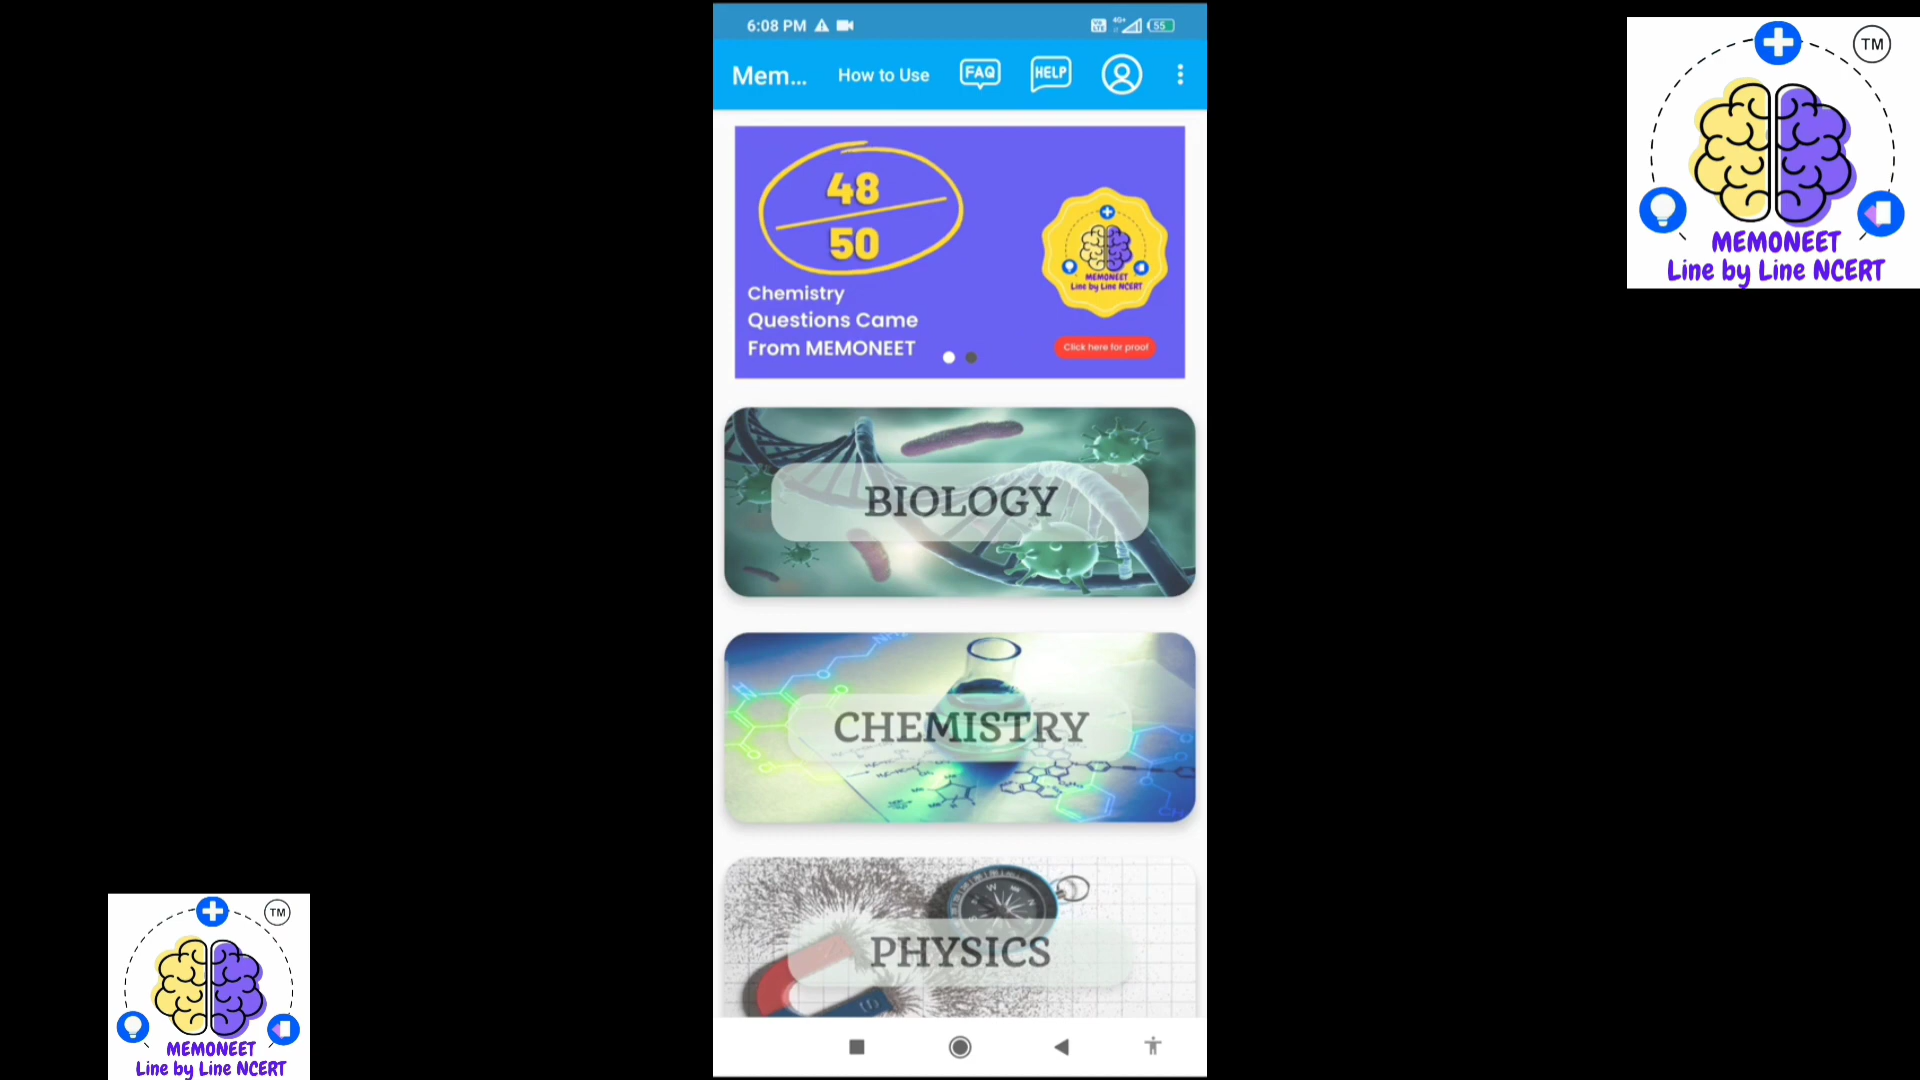 6:08 PM
4G+
55
Mem...
How to Use
FAQ
HELP
48
50
Chemistry
Questions Came
From MEMONEET
MEMONEET
Line by Line NCERT
Click here for proof
BIOLOGY
CHEMISTRY
PHYSICS
TM
MEMONEET
Line by Line NCERT
TM
MEMONEET
Line by Line NCERT